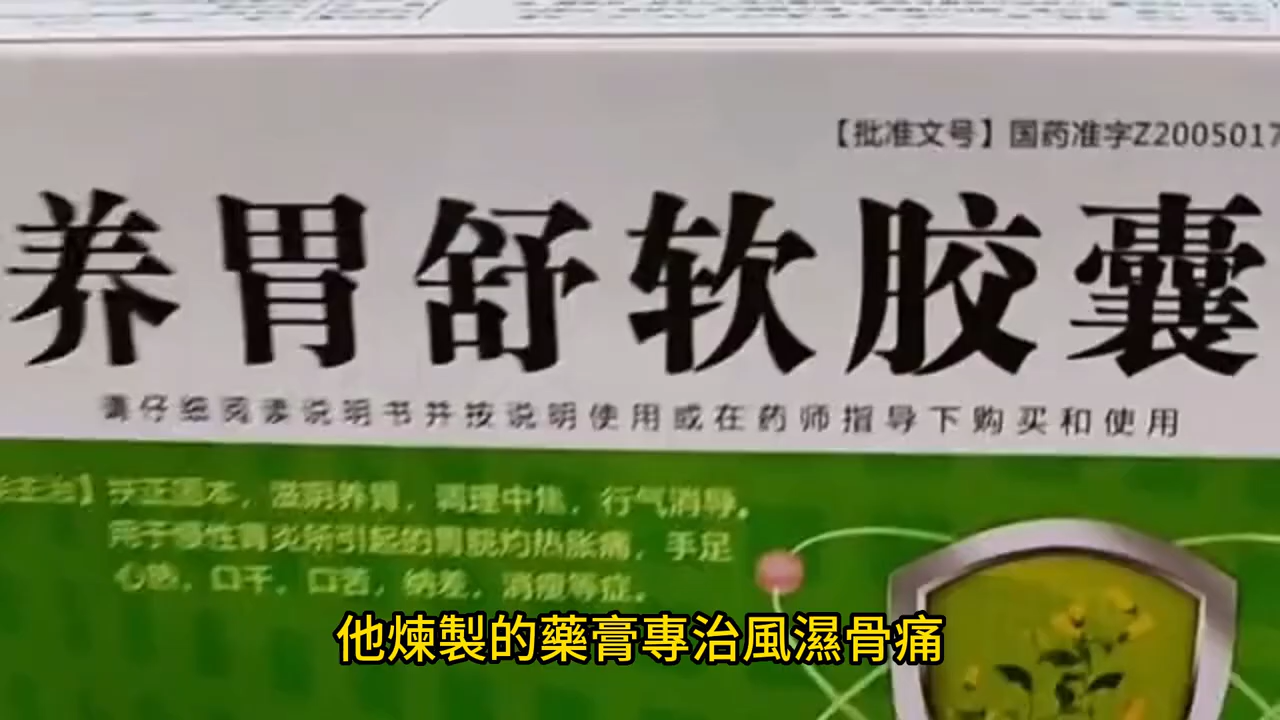 【批准文号】国药准字Z2005017
养胃舒软胶囊
请仔细阅读说明书并按说明使用或在药师指导下购买和使用
主治】扶正固本，滋阴养胃，调理中焦，行气消导。
用于慢性胃炎所引起的胃脘灼热胀痛，手足
心热，口干，口苦，纳差，消瘦等症。
他煉製的藥膏專治風濕骨痛